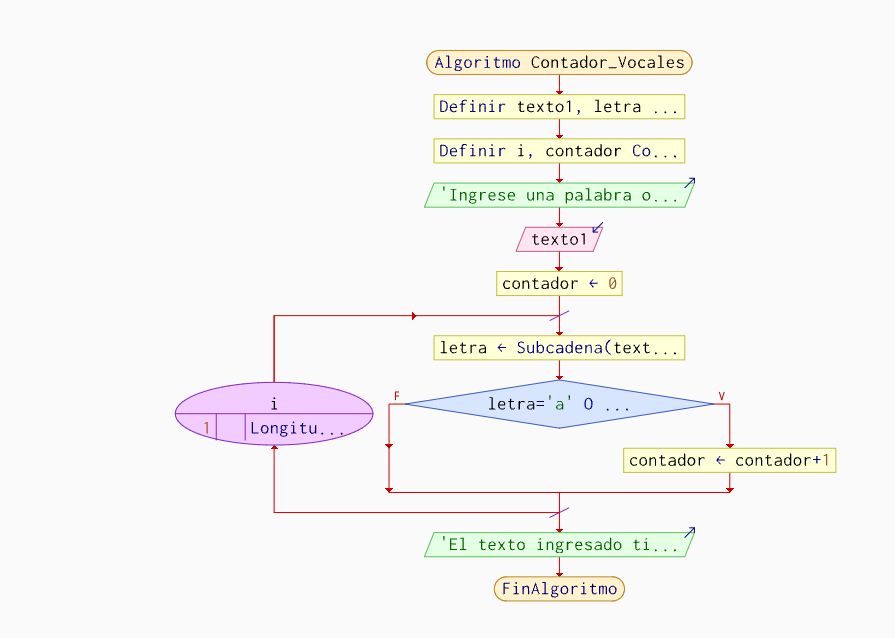 Algoritmo Contador_Vocales
Definir texto1, letra ...
Definir i, contador Co...
'Ingrese una palabra o...
texto1
contador ← 0
letra ← Subcadena(text...
F
letra='a' O ...
V
i
1
Longitu...
contador ← contador+1
'El texto ingresado ti...
FinAlgoritmo